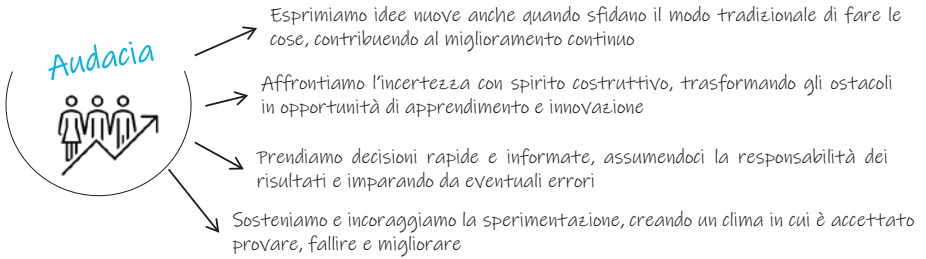 Audacia
Esprimiamo idee nuove anche quando sfidano il modo tradizionale di fare le
cose, contribuendo al miglioramento continuo
Affrontiamo l'incertezza con spirito costruttivo, trasformando gli ostacoli
in opportunità di apprendimento e innovazione
Prendiamo decisioni rapide e informate, assumendoci la responsabilità dei
risultati e imparando da eventuali errori
Sosteniamo e incoraggiamo la sperimentazione, creando un clima in cui è accettato
provare, fallire e migliorare